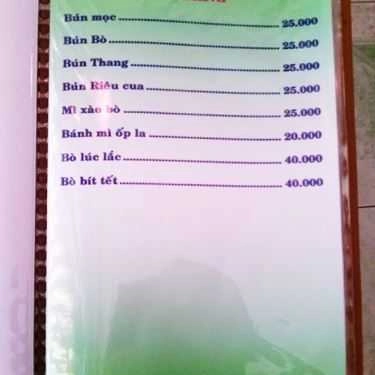 Bún mọc 25.000
Bún Bò 25.000
Bún Thang 25.000
Bún Riêu cua 25.000
Mì xào bò 25.000
Bánh mì ốp la 20.000
Bò lúc lắc 40.000
Bò bít tết 40.000